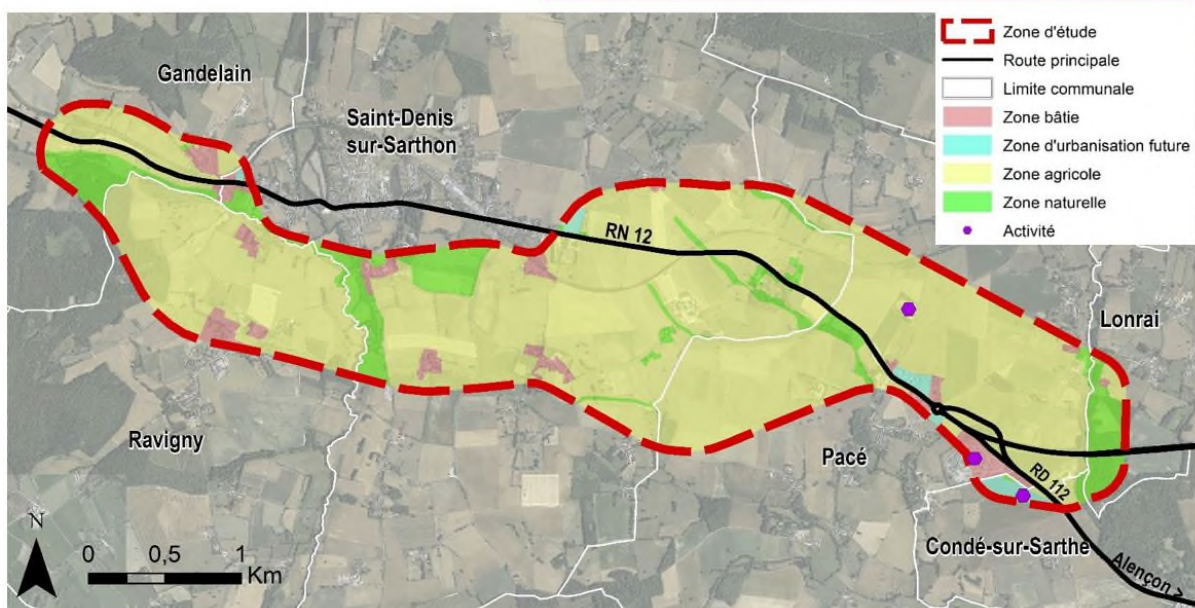 Gandelain
Saint-Denis
sur-Sarthon
RN 12
Lonrai
Ravigny
Pacé
RD 112
Condé-sur-Sarthe
Alençon >
N
0 0,5 1
Km
Zone d'étude
Route principale
Limite communale
Zone bâtie
Zone d'urbanisation future
Zone agricole
Zone naturelle
Activité